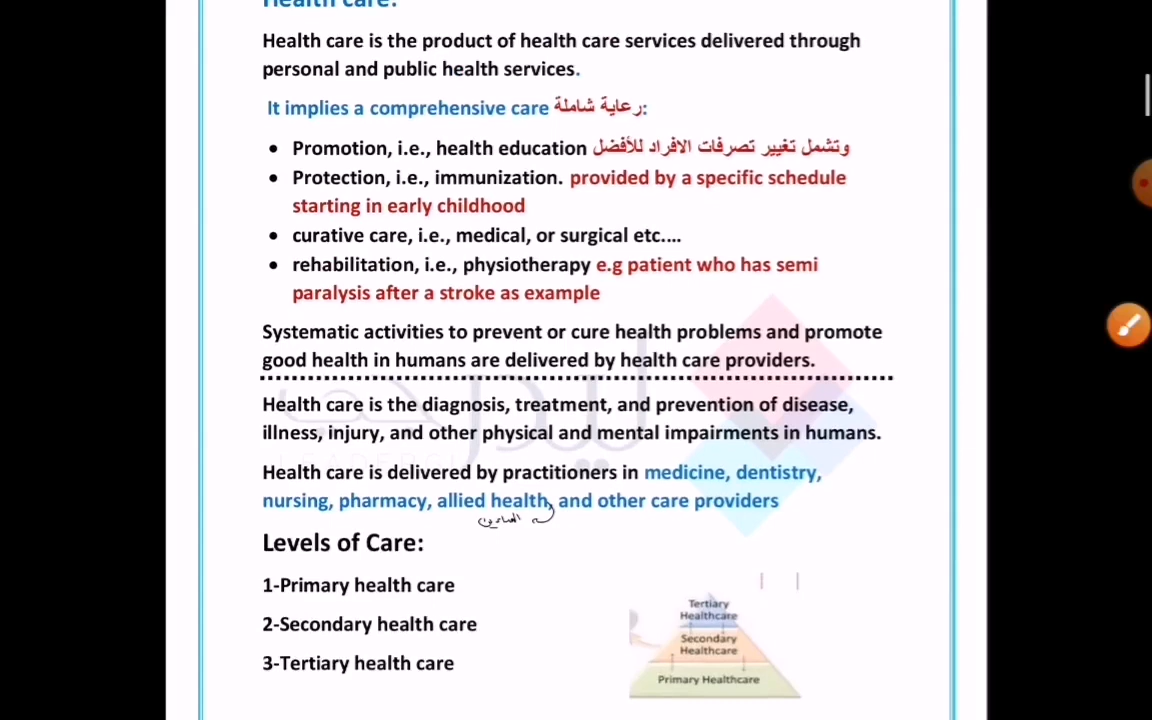 Health care:
Health care is the product of health care services delivered through
personal and public health services.
It implies a comprehensive care رعاية شاملة:
• Promotion, i.e., health education وتشمل تغيير تصرفات الافراد للأفضل
• Protection, i.e., immunization. provided by a specific schedule
starting in early childhood
• curative care, i.e., medical, or surgical etc....
• rehabilitation, i.e., physiotherapy e.g patient who has semi
paralysis after a stroke as example
Systematic activities to prevent or cure health problems and promote
good health in humans are delivered by health care providers.
Health care is the diagnosis, treatment, and prevention of disease,
illness, injury, and other physical and mental impairments in humans.
Health care is delivered by practitioners in medicine, dentistry,
nursing, pharmacy, allied health, and other care providers
Levels of Care:
1-Primary health care
2-Secondary health care
3-Tertiary health care
Tertiary
Healthcare
Secondary
Healthcare
Primary Healthcare